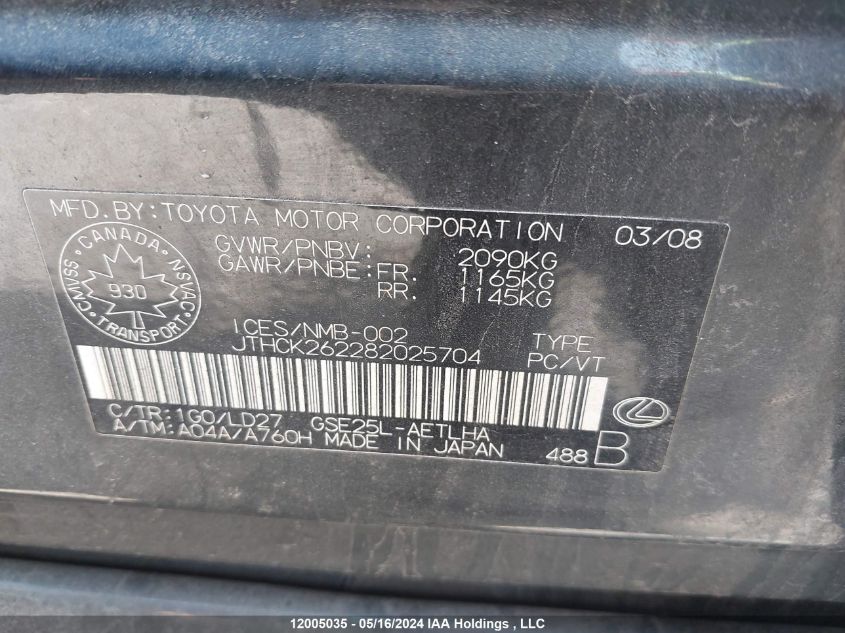 MFD. BY: TOYOTA MOTOR CORPORATION 03/08
GVWR/PNBV: 2090KG
GAWR/PNBE: FR. 1165KG
RR. 1145KG
CANADA
CMVSS NSVAC
930
TRANSPORT
ICES/NMB-002 TYPE
JTHCK262282025704 PC/VT
C/TR: 1G0/LD27 GSE25L-AETLHA
A/TM: A04A/A760H MADE IN JAPAN 488 B
12005035 - 05/16/2024 IAA Holdings , LLC